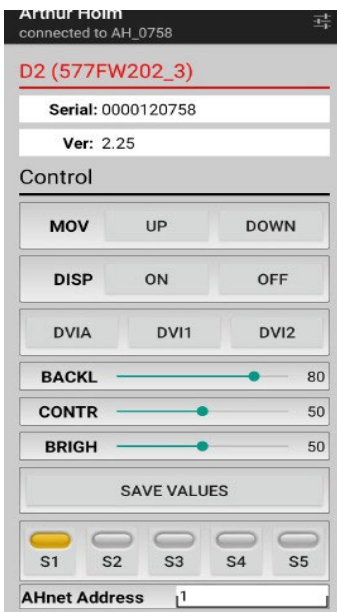 Arthur Holm
connected to AH_0758
D2 (577FW202_3)
Serial: 0000120758
Ver: 2.25
Control
MOV UP DOWN
DISP ON OFF
DVIA DVI1 DVI2
BACKL 80
CONTR 50
BRIGH 50
SAVE VALUES
S1 S2 S3 S4 S5
AHnet Address 1